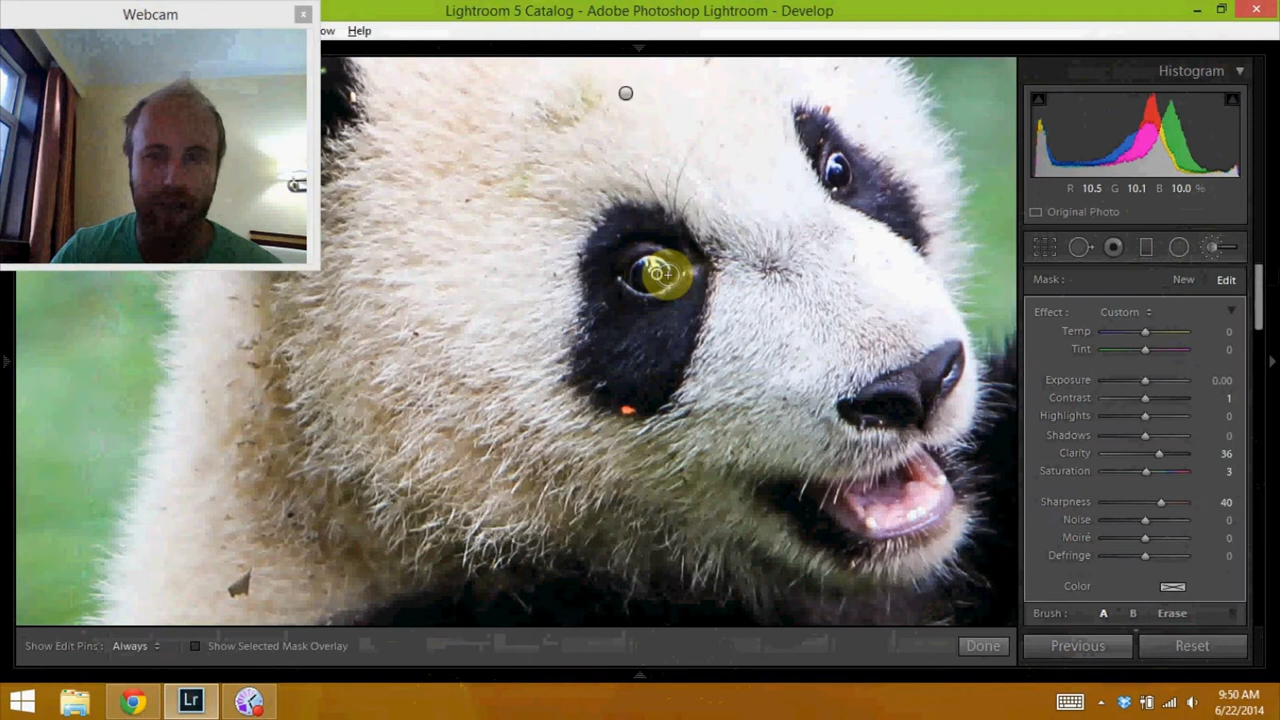 Webcam
x
Lightroom 5 Catalog - Adobe Photoshop Lightroom - Develop
ow Help
Histogram
R 10.5 G 10.1 B 10.0 %
Original Photo
Mask : New Edit
Effect : Custom
Temp 0
Tint 0
Exposure 0.00
Contrast 1
Highlights 0
Shadows 0
Clarity 36
Saturation 3
Sharpness 40
Noise 0
Moiré 0
Defringe 0
Color
Brush : A B Erase
Show Edit Pins : Always Show Selected Mask Overlay Done
Previous Reset
Lr
9:50 AM
6/22/2014